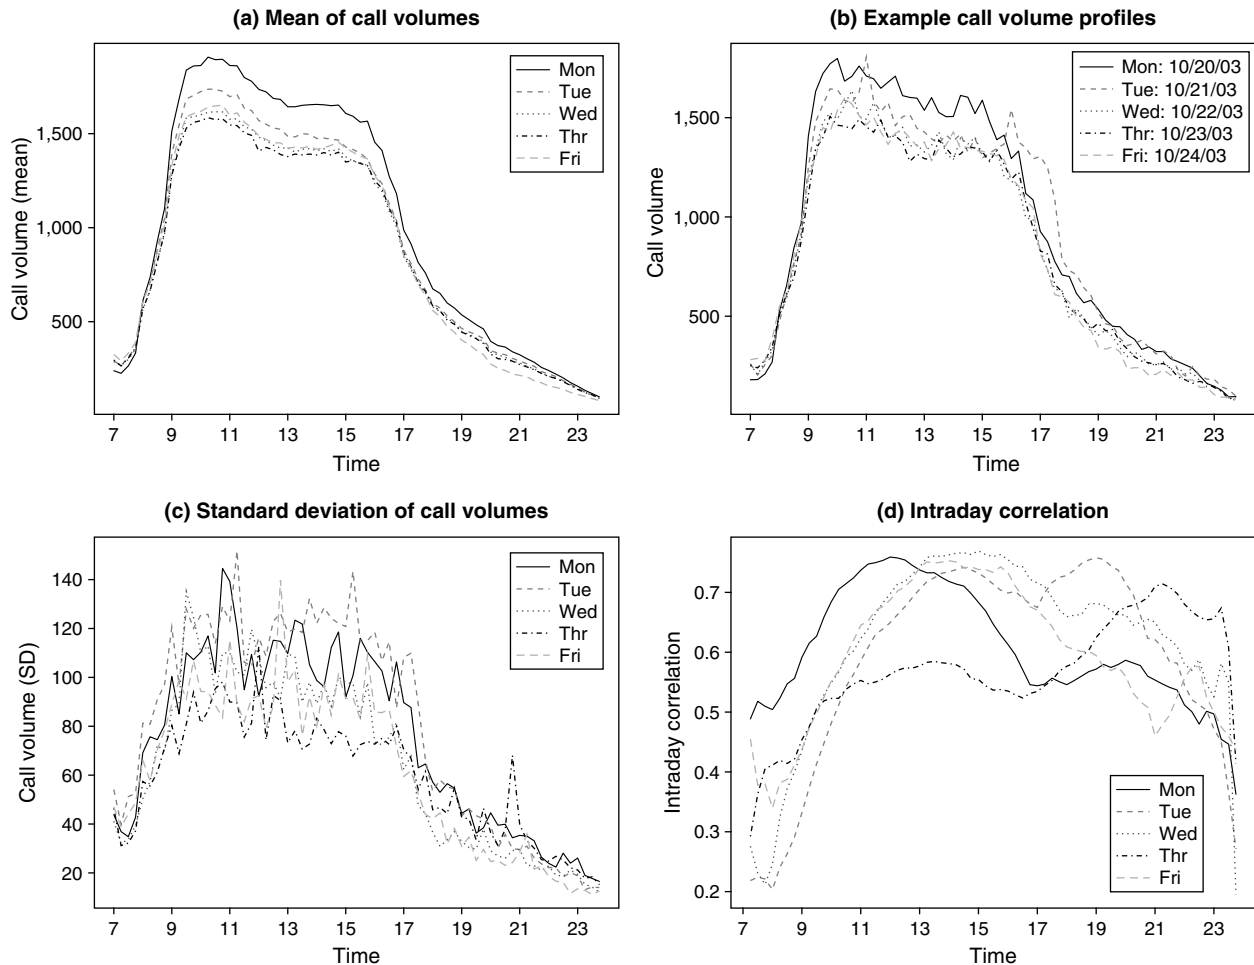 (a) Mean of call volumes
Call volume (mean)
1,500
1,000
500
7 9 11 13 15 17 19 21 23
Time
Mon
Tue
Wed
Thr
Fri
(b) Example call volume profiles
Call volume
1,500
1,000
500
7 9 11 13 15 17 19 21 23
Time
Mon: 10/20/03
Tue: 10/21/03
Wed: 10/22/03
Thr: 10/23/03
Fri: 10/24/03
(c) Standard deviation of call volumes
Call volume (SD)
140
120
100
80
60
40
20
7 9 11 13 15 17 19 21 23
Time
Mon
Tue
Wed
Thr
Fri
(d) Intraday correlation
Intraday correlation
0.7
0.6
0.5
0.4
0.3
0.2
7 9 11 13 15 17 19 21 23
Time
Mon
Tue
Wed
Thr
Fri